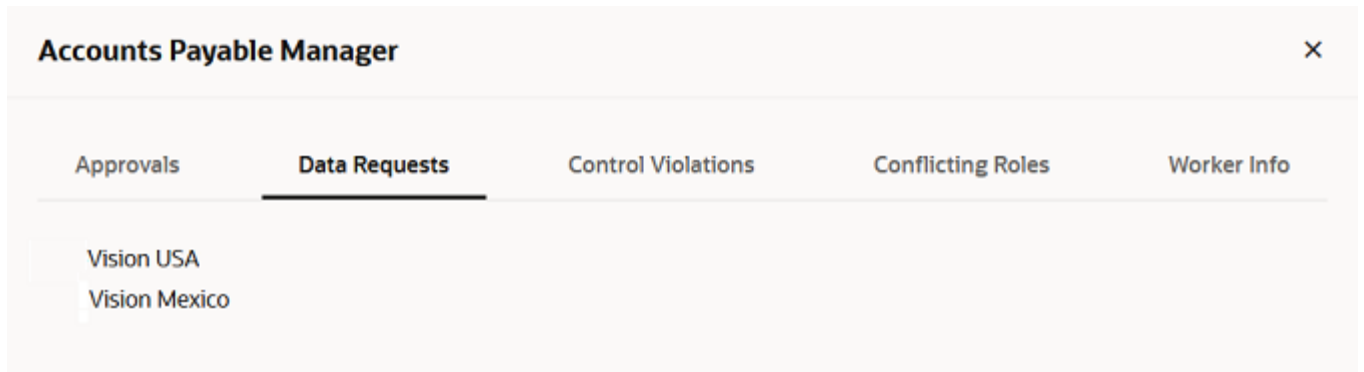 Accounts Payable Manager
Approvals Data Requests Control Violations Conflicting Roles Worker Info
Vision USA
Vision Mexico